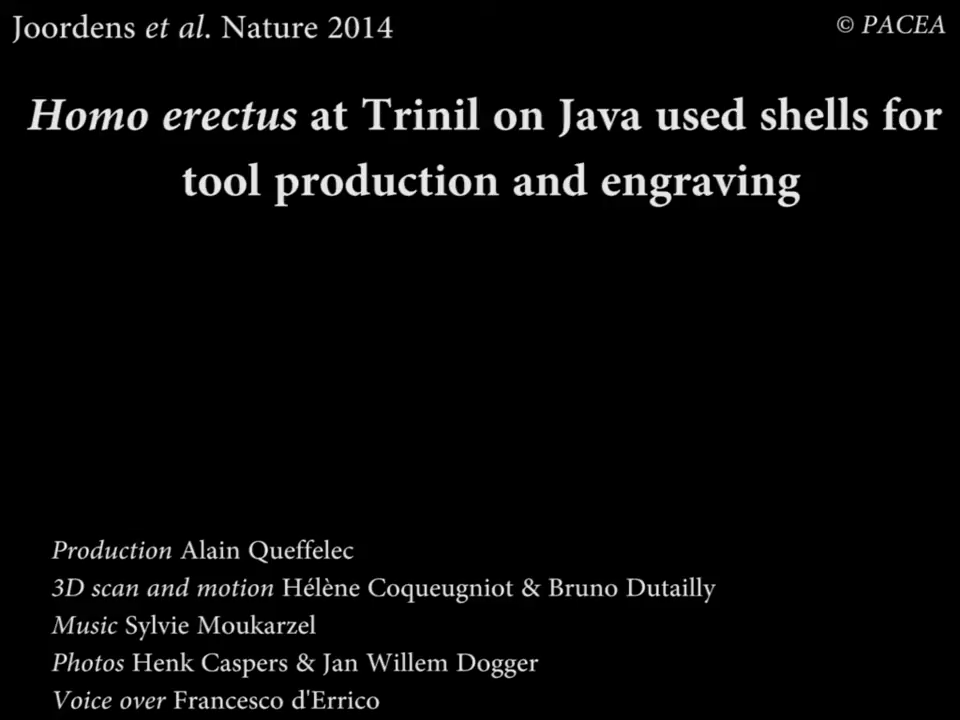 Joordens et al. Nature 2014
© PACEA
Homo erectus at Trinil on Java used shells for
tool production and engraving
Production Alain Queffelec
3D scan and motion Hélène Coqueugniot & Bruno Dutailly
Music Sylvie Moukarzel
Photos Henk Caspers & Jan Willem Dogger
Voice over Francesco d'Errico